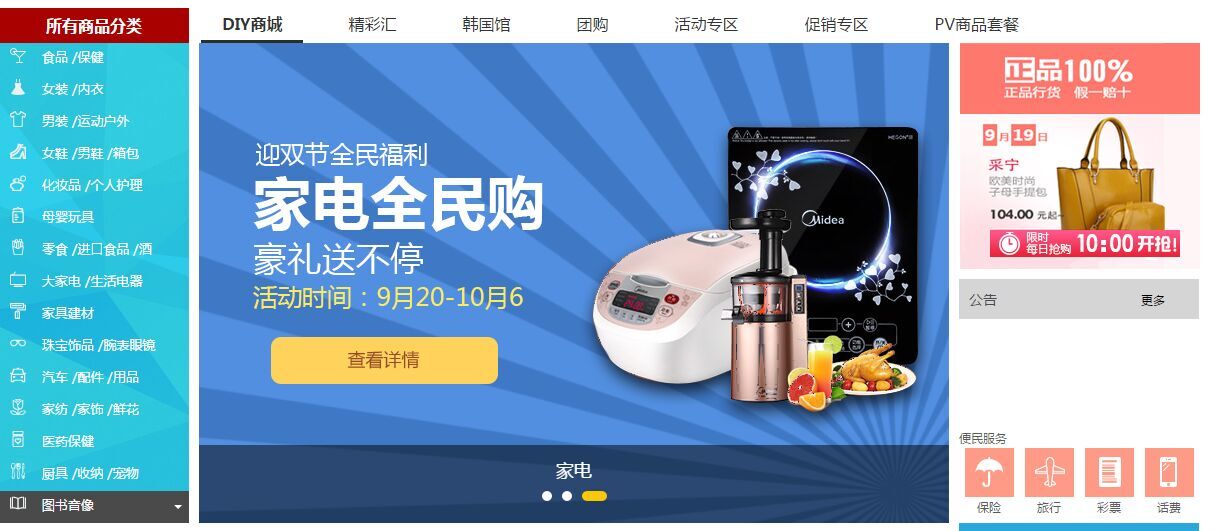 所有商品分类
DIY商城
精彩汇
韩国馆
团购
活动专区
促销专区
PV商品套餐
食品 /保健
女装 /内衣
男装 /运动户外
女鞋 /男鞋 /箱包
化妆品 /个人护理
母婴玩具
零食 /进口食品 /酒
大家电 /生活电器
家具建材
珠宝饰品 /腕表眼镜
汽车 /配件 /用品
家纺 /家饰 /鲜花
医药保健
厨具 /收纳 /宠物
图书音像
迎双节全民福利
家电全民购
豪礼送不停
活动时间：9月20-10月6
查看详情
Midea
家电
正品100%
正品行货 假一赔十
9月19日
采宁
欧美时尚
子母手提包
104.00 元起~
限时
每日抢购
10:00 开抢!
公告
更多
便民服务
保险
旅行
彩票
话费